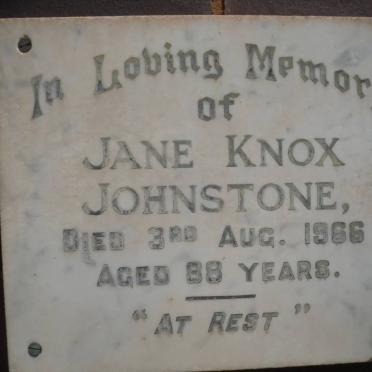 In Loving Memor
of
JANE KNOX
JOHNSTONE,
DIED 3RD AUG. 1966
AGED 88 YEARS.
"AT REST"